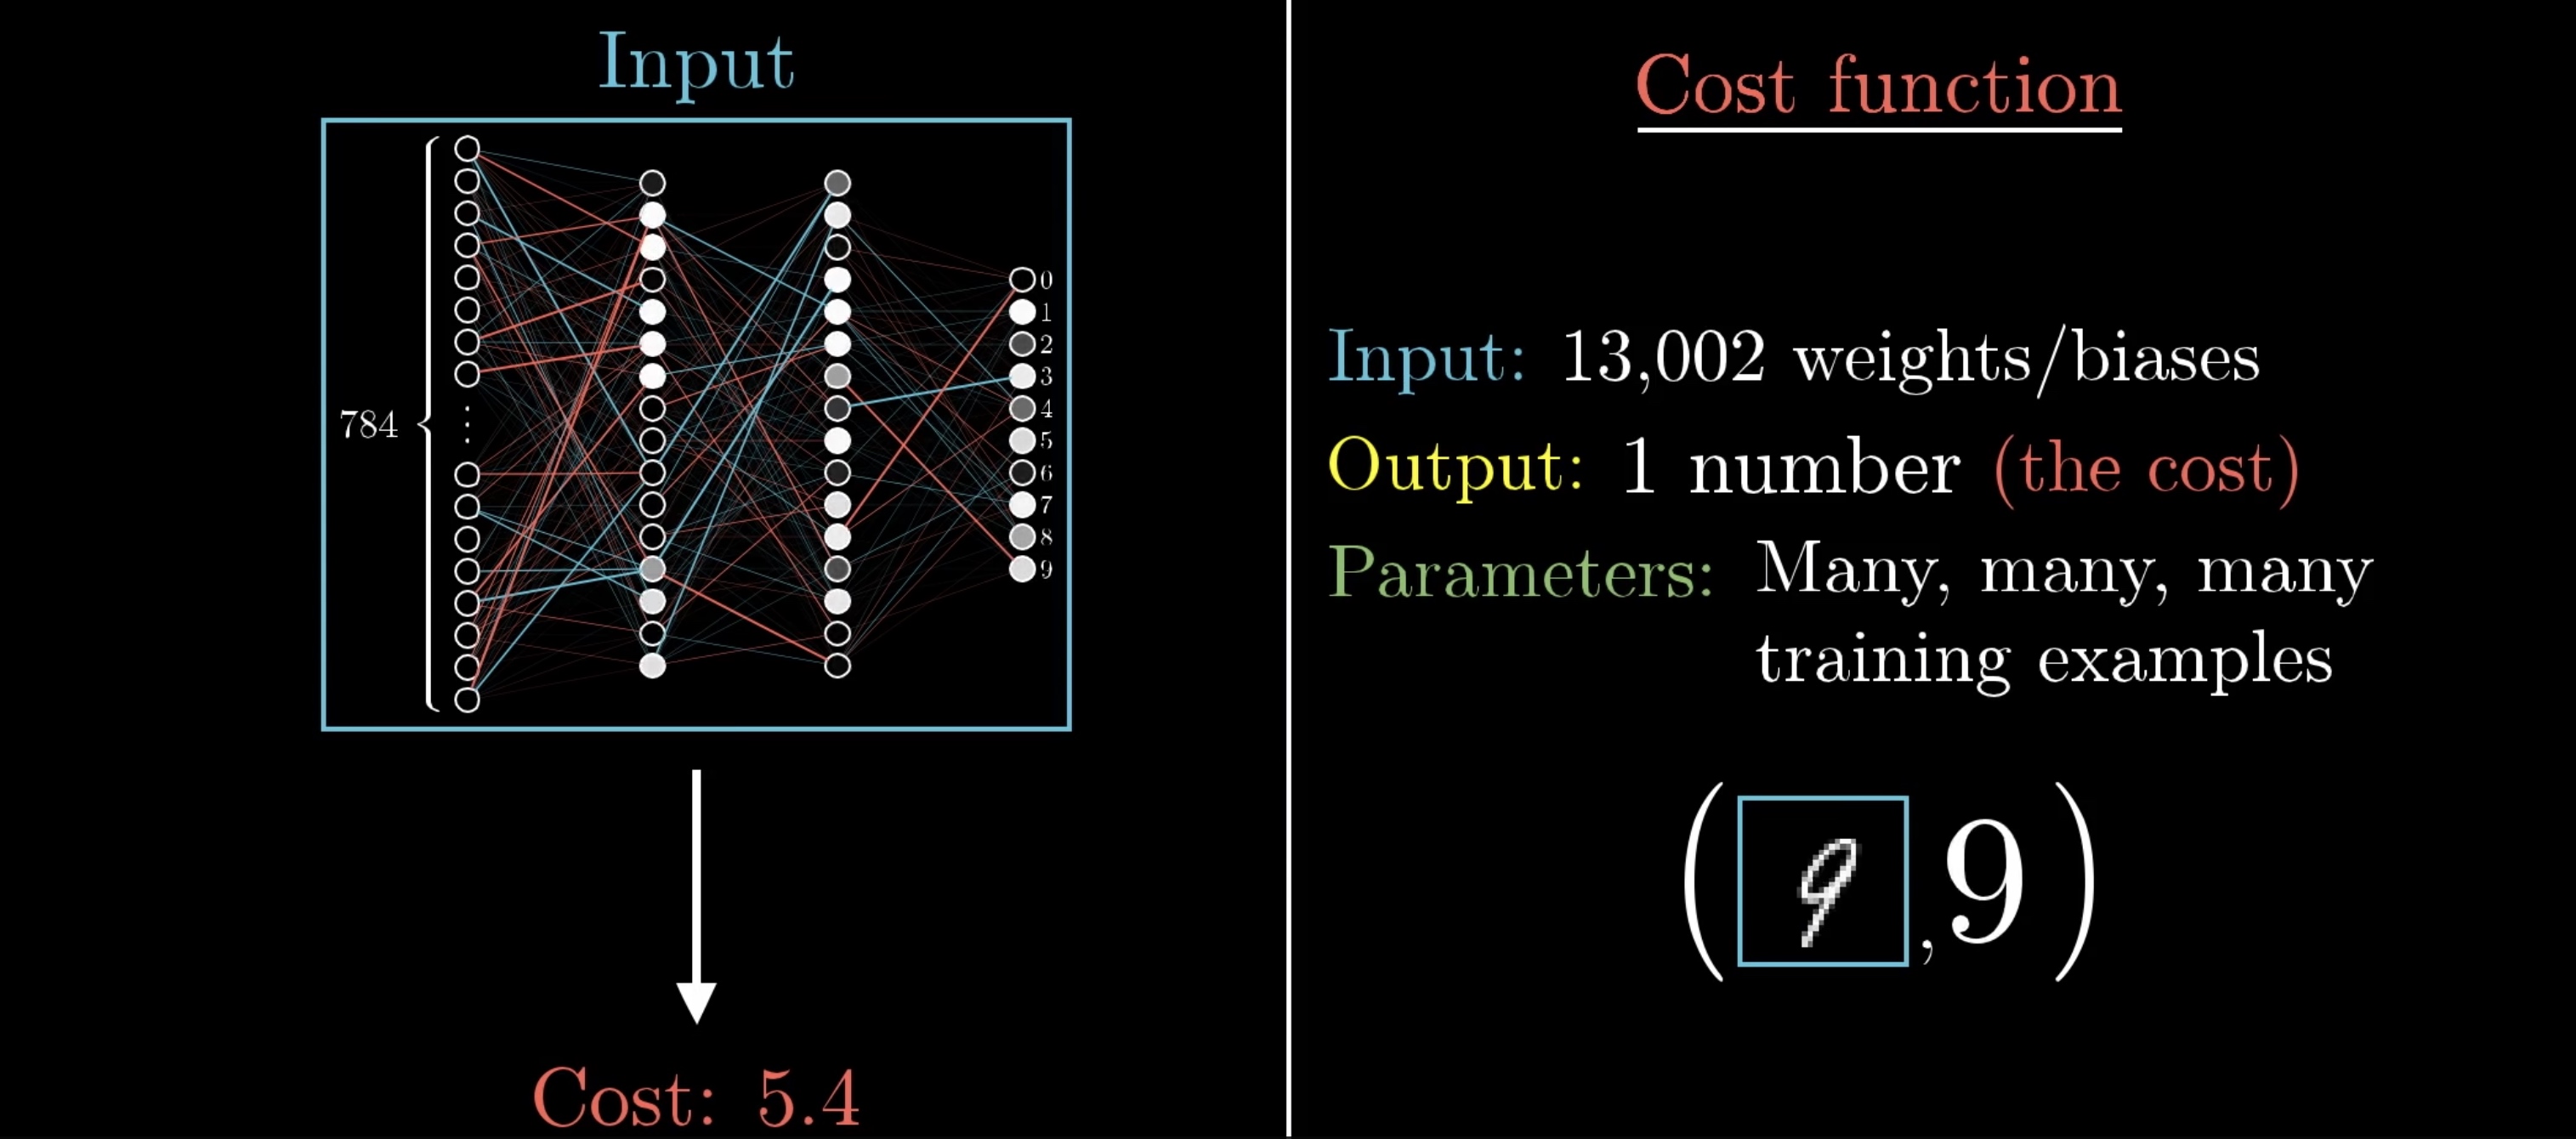 Input
784
0
1
2
3
4
5
6
7
8
9
Cost: 5.4
Cost function
Input: 13,002 weights/biases
Output: 1 number (the cost)
Parameters: Many, many, many
training examples
(9, 9)